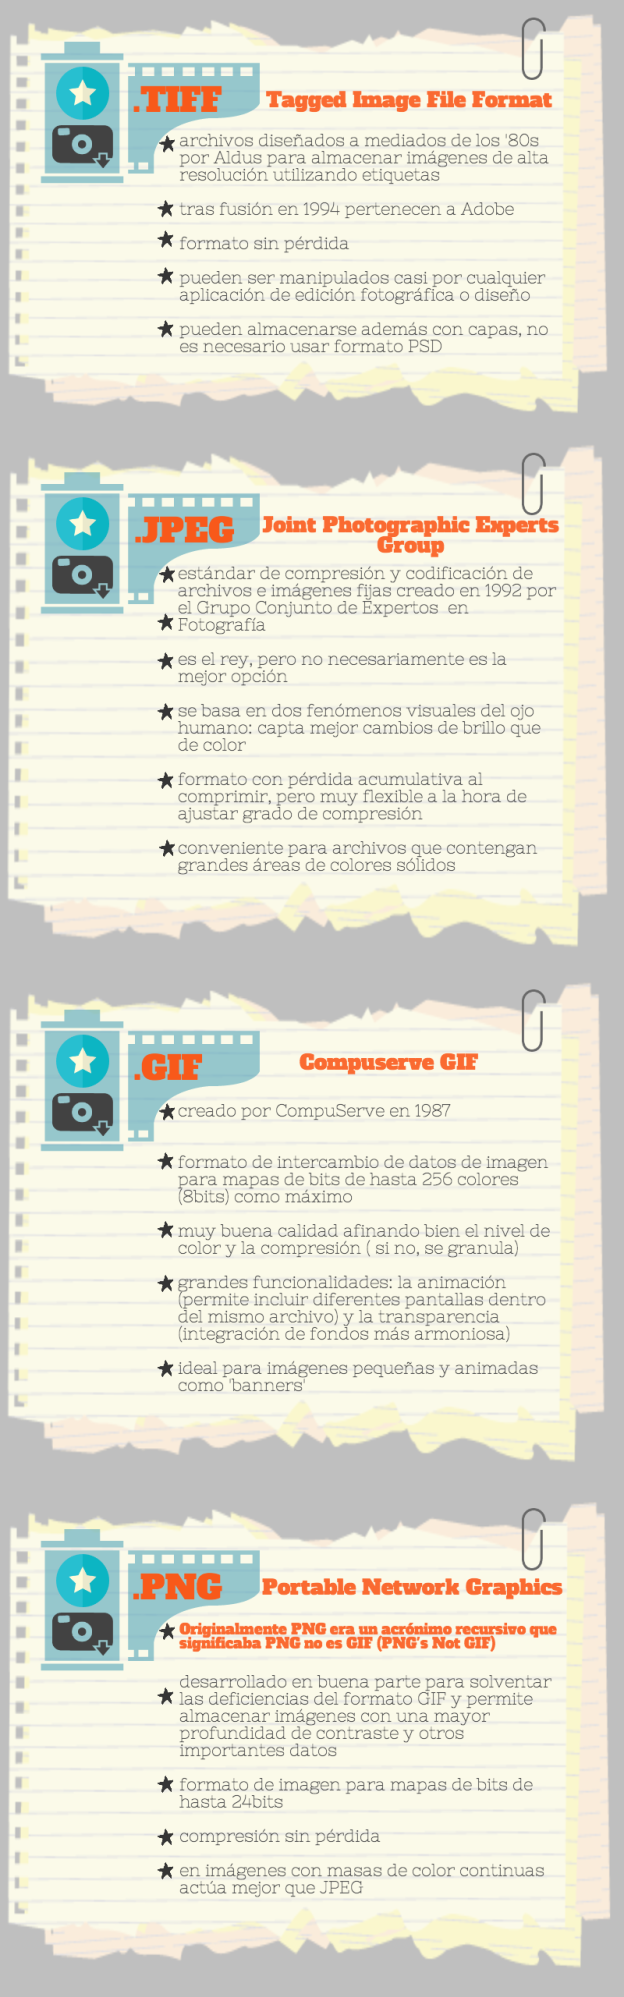 .TIFF
Tagged Image File Format
archivos diseñados a mediados de los '80s
por Aldus para almacenar imágenes de alta
resolución utilizando etiquetas
tras fusión en 1994 pertenecen a Adobe
formato sin pérdida
pueden ser manipulados casi por cualquier
aplicación de edición fotográfica o diseño
pueden almacenarse además con capas, no
es necesario usar formato PSD
.JPEG
Joint Photographic Experts
Group
estándar de compresión y codificación de
archivos e imágenes fijas creado en 1992 por
el Grupo Conjunto de Expertos en
Fotografía
es el rey, pero no necesariamente es la
mejor opción
se basa en dos fenómenos visuales del ojo
humano: capta mejor cambios de brillo que
de color
formato con pérdida acumulativa al
comprimir, pero muy flexible a la hora de
ajustar grado de compresión
conveniente para archivos que contengan
grandes áreas de colores sólidos
.GIF
Compuserve GIF
creado por CompuServe en 1987
formato de intercambio de datos de imagen
para mapas de bits de hasta 256 colores
(8bits) como máximo
muy buena calidad afinando bien el nivel de
color y la compresión ( si no, se granula)
grandes funcionalidades: la animación
(permite incluir diferentes pantallas dentro
del mismo archivo) y la transparencia
(integración de fondos más armoniosa)
ideal para imágenes pequeñas y animadas
como 'banners'
.PNG
Portable Network Graphics
Originalmente PNG era un acrónimo recursivo que
significaba PNG no es GIF (PNG's Not GIF)
desarrollado en buena parte para solventar
las deficiencias del formato GIF y permite
almacenar imágenes con una mayor
profundidad de contraste y otros
importantes datos
formato de imagen para mapas de bits de
hasta 24bits
compresión sin pérdida
en imágenes con masas de color continuas
actúa mejor que JPEG